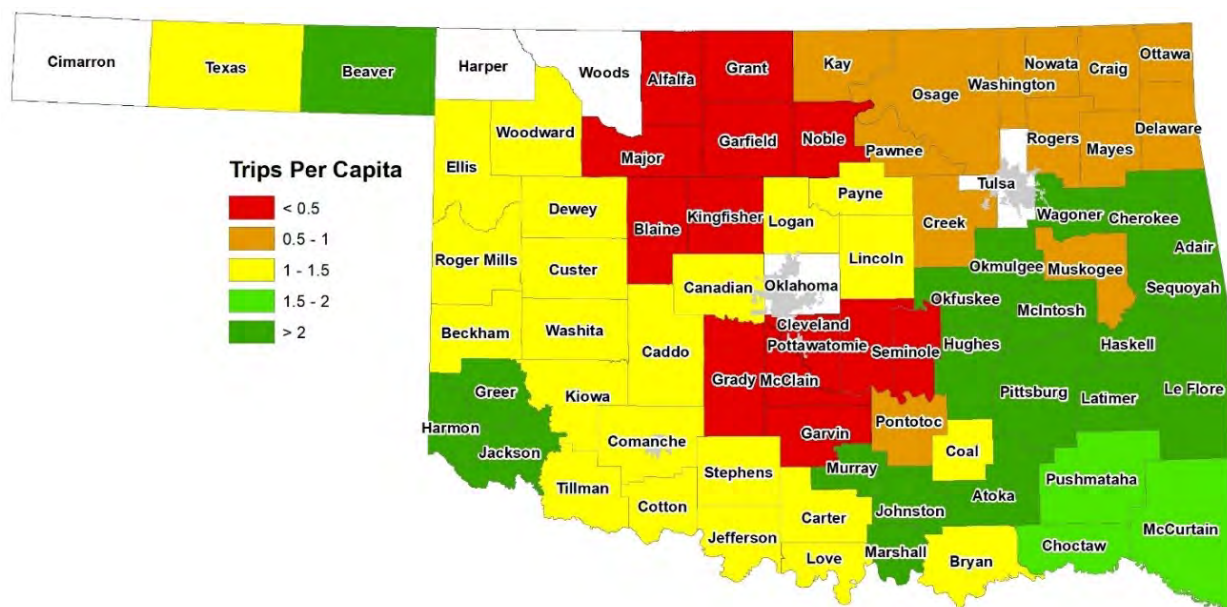 Cimarron
Texas
Beaver
Harper
Woods
Alfalfa
Grant
Kay
Osage
Washington
Nowata
Craig
Ottawa
Woodward
Ellis
Major
Garfield
Noble
Pawnee
Rogers
Mayes
Delaware
Trips Per Capita
< 0.5
0.5 - 1
1 - 1.5
1.5 - 2
> 2
Dewey
Blaine
Kingfisher
Logan
Payne
Creek
Tulsa
Wagoner
Cherokee
Adair
Roger Mills
Custer
Canadian
Oklahoma
Lincoln
Okmulgee
Muskogee
Sequoyah
Okfuskee
McIntosh
Beckham
Washita
Caddo
Cleveland
Pottawatomie
Seminole
Hughes
Haskell
Greer
Kiowa
Grady
McClain
Pittsburg
Latimer
Le Flore
Harmon
Jackson
Comanche
Garvin
Pontotoc
Coal
Tillman
Cotton
Stephens
Murray
Johnston
Atoka
Pushmataha
Jefferson
Carter
Love
Marshall
Bryan
Choctaw
McCurtain